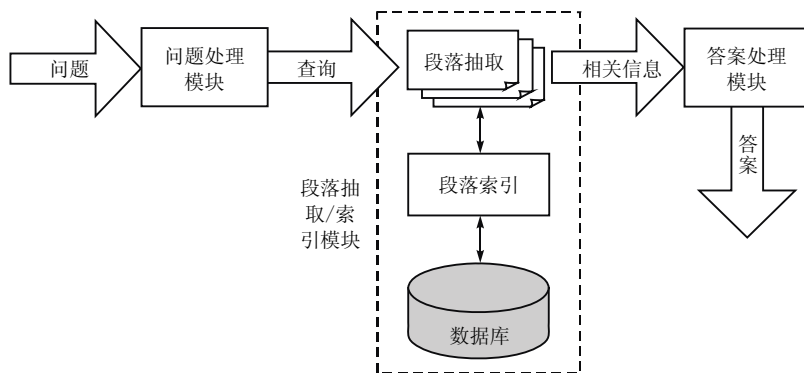 问题
问题处理
模块
查询
段落抽取
相关信息
答案处理
模块
答案
段落索引
段落抽
取/索
引模块
数据库